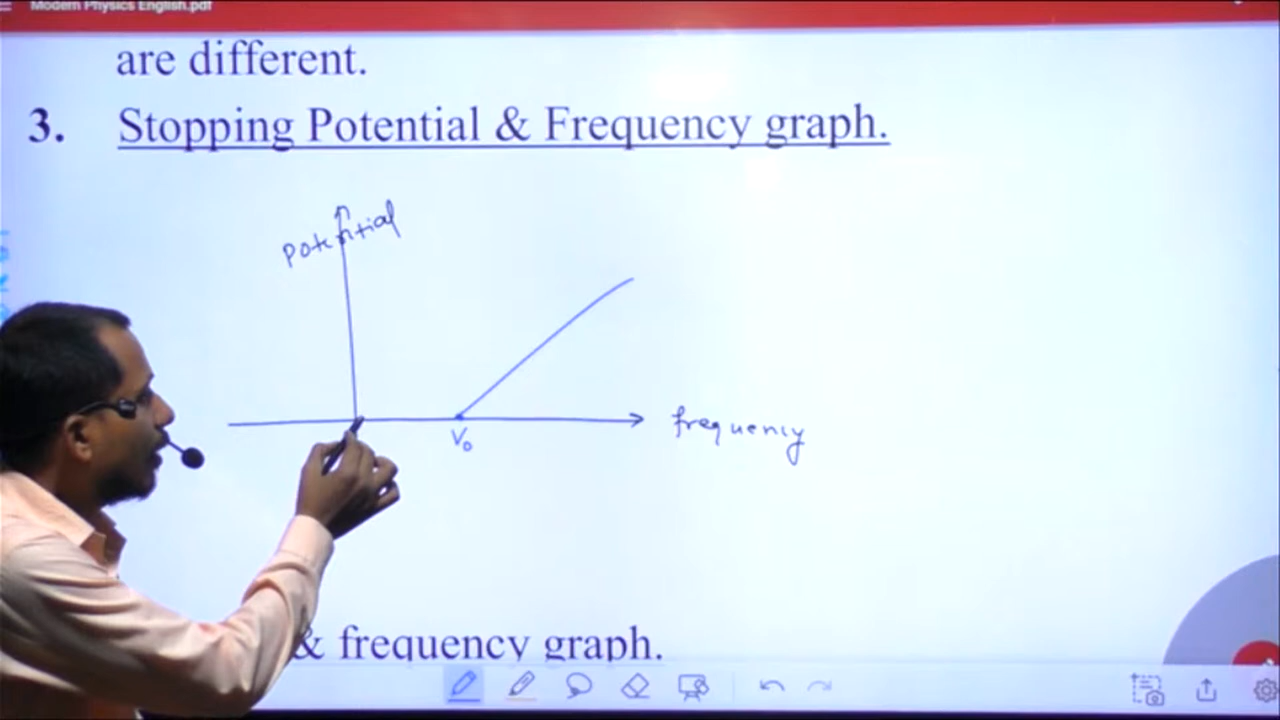 Modern Physics English.pdf
are different.
3. Stopping Potential & Frequency graph.
Potential
frequency
V₀
& frequency graph.